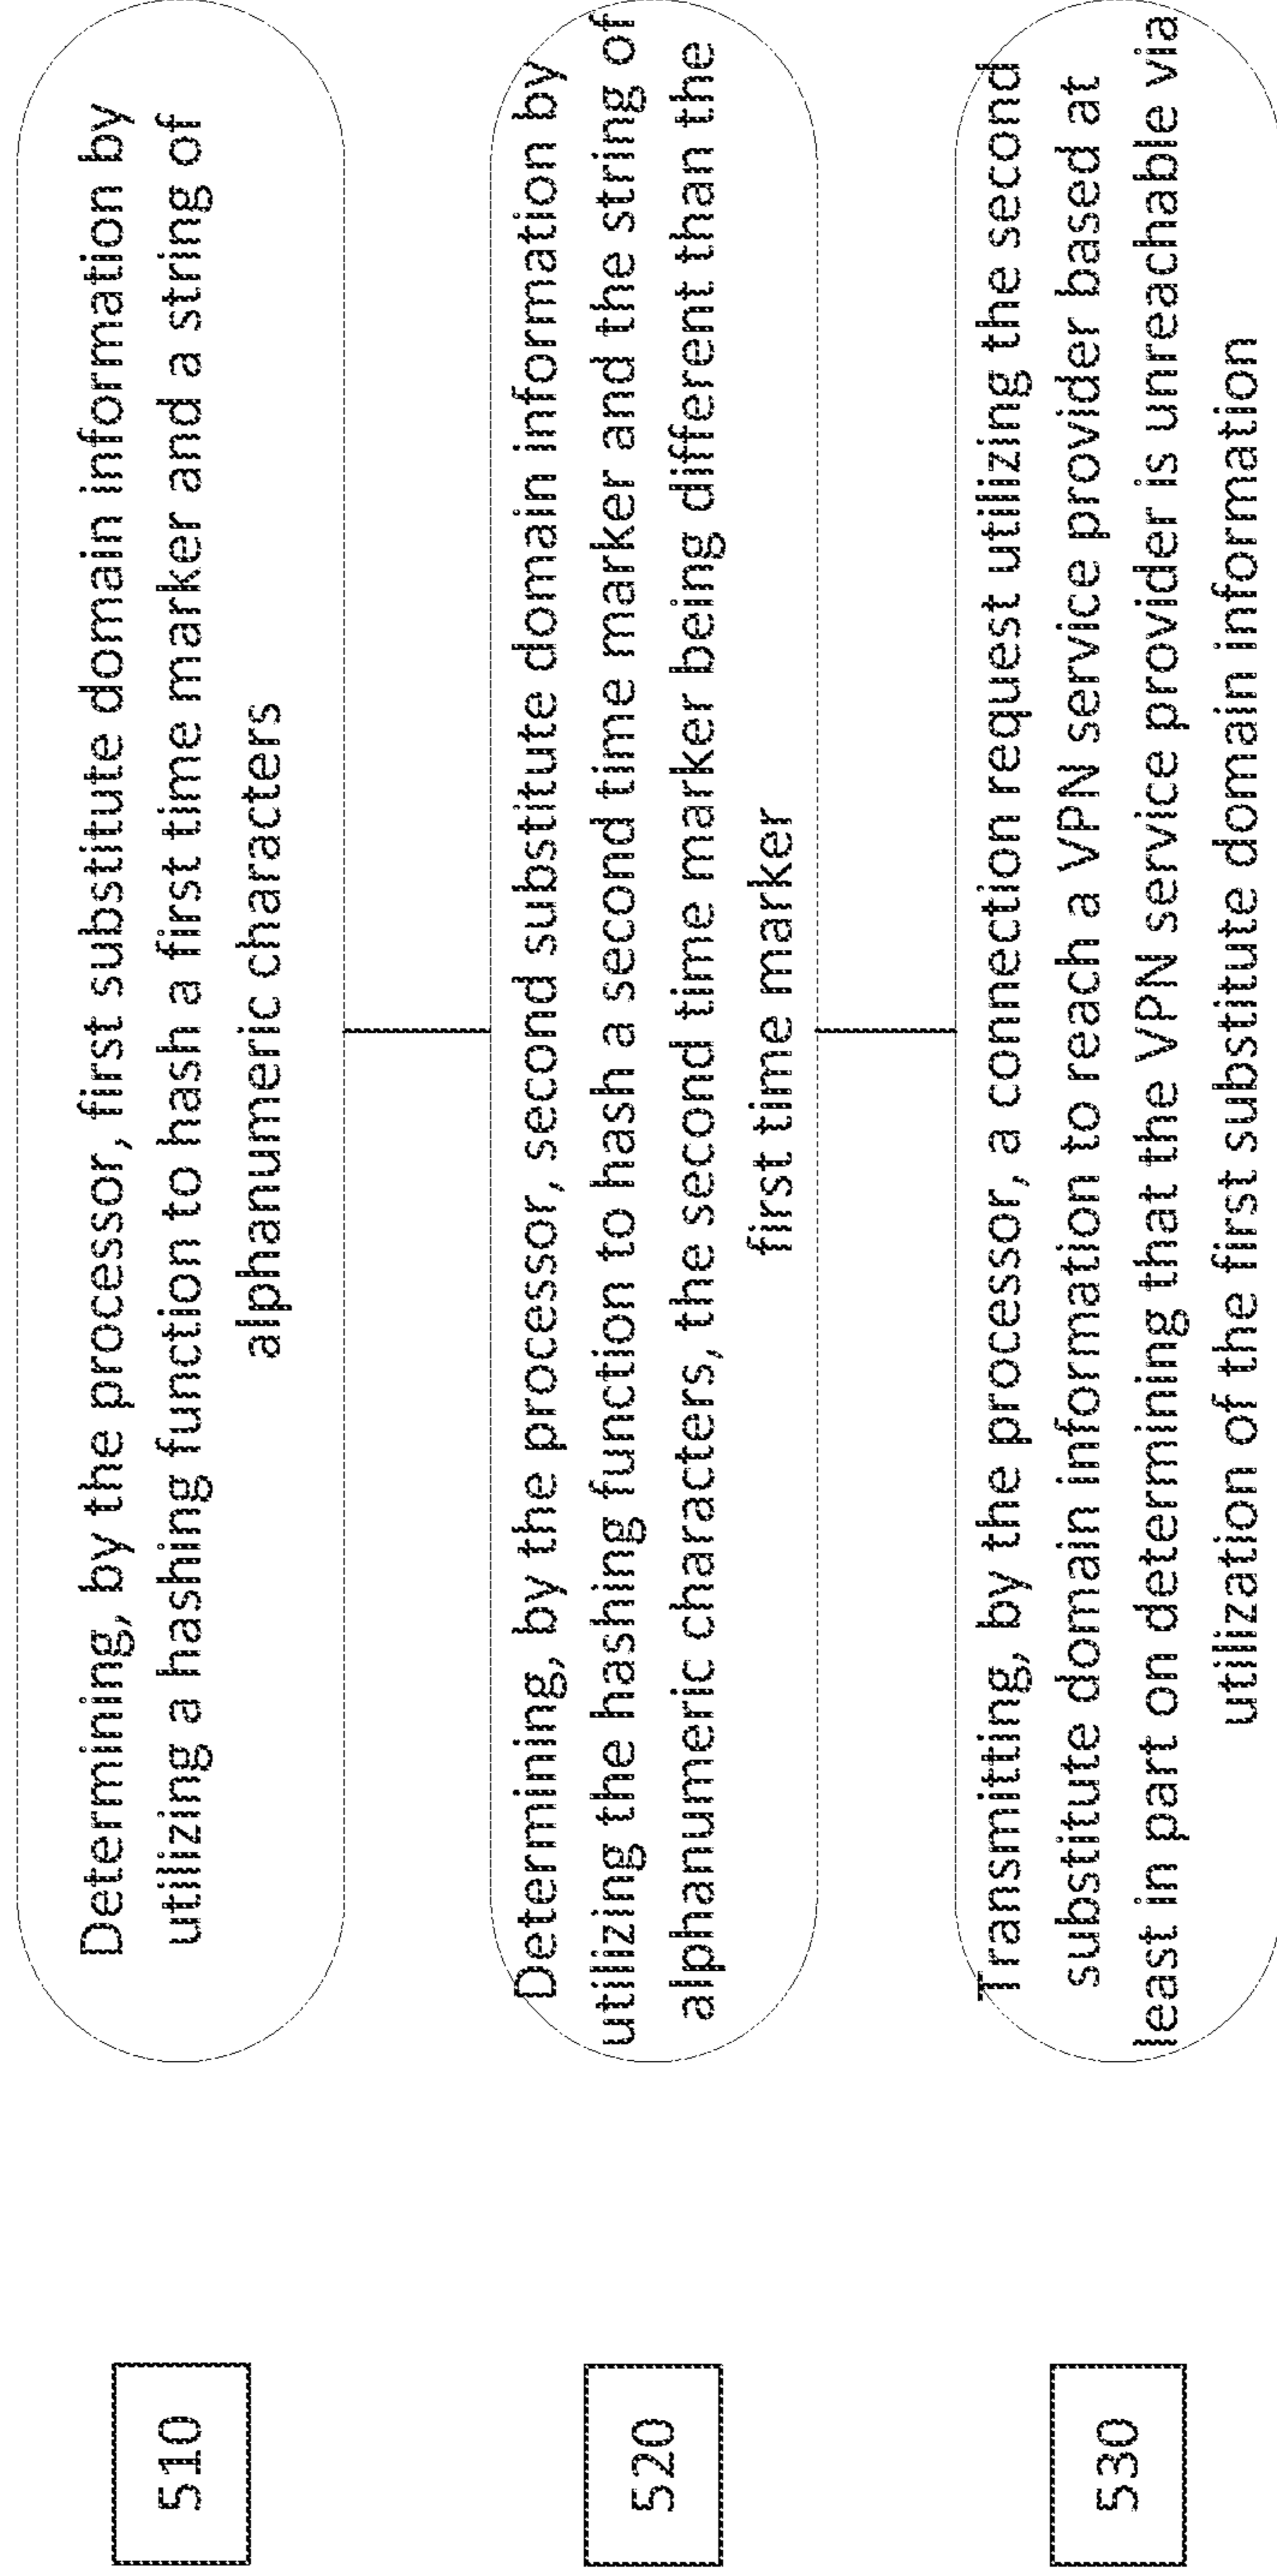 510
Determining, by the processor, first substitute domain information by
utilizing a hashing function to hash a first time marker and a string of
alphanumeric characters
520
Determining, by the processor, second substitute domain information by
utilizing the hashing function to hash a second time marker and the string of
alphanumeric characters, the second time marker being different than the
first time marker
530
Transmitting, by the processor, a connection request utilizing the second
substitute domain information to reach a VPN service provider based at
least in part on determining that the VPN service provider is unreachable via
utilization of the first substitute domain information